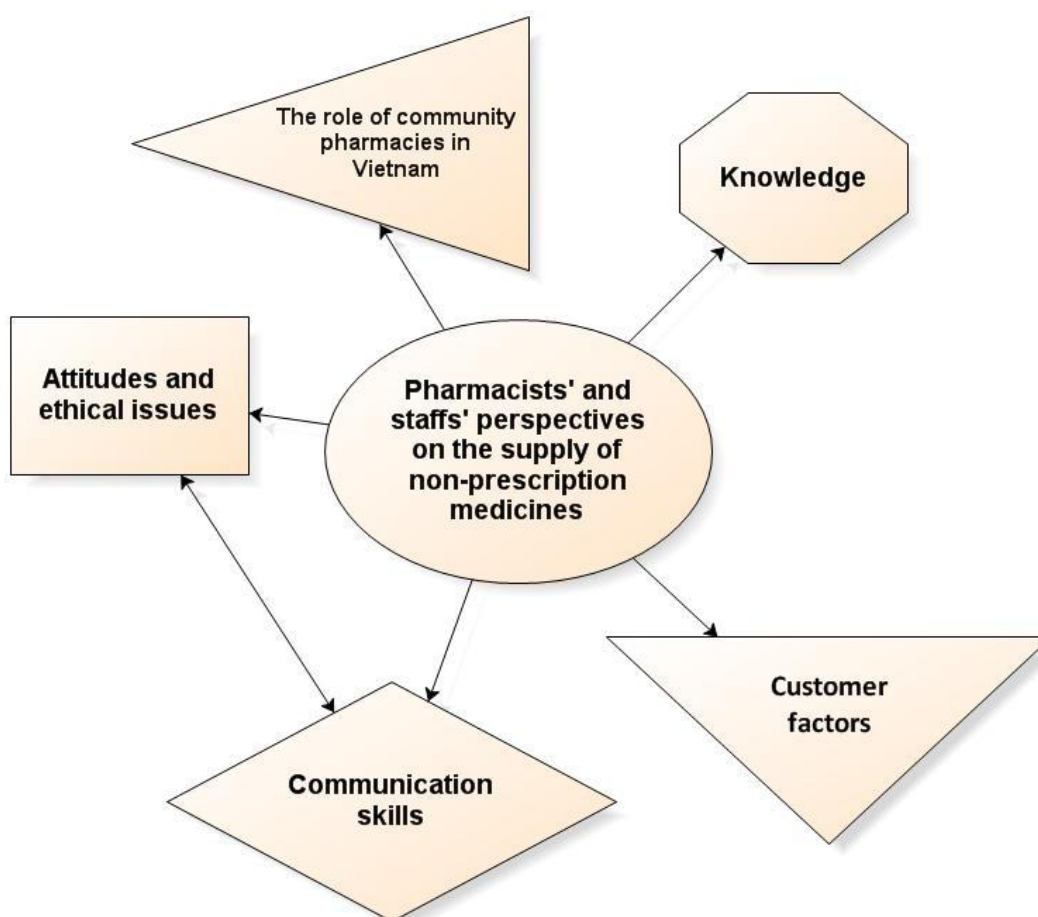 The role of community
pharmacies in
Vietnam
Knowledge
Attitudes and
ethical issues
Pharmacists' and
staffs' perspectives
on the supply of
non-prescription
medicines
Customer
factors
Communication
skills